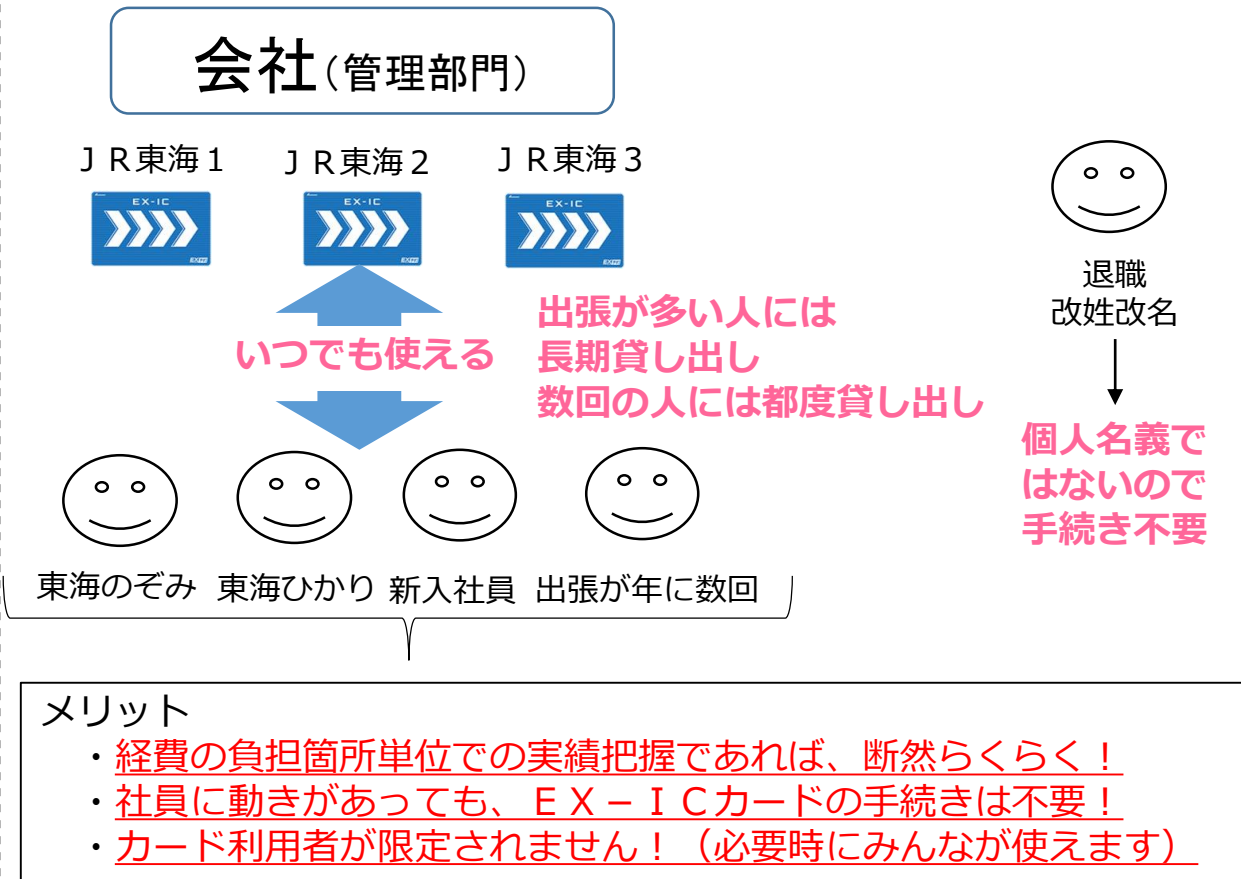 会社(管理部門)
ＪＲ東海１ ＪＲ東海２ ＪＲ東海３
EX-IC EX-IC EX-IC
退職
改姓改名
いつでも使える
出張が多い人には
長期貸し出し
数回の人には都度貸し出し
個人名義で
はないので
手続き不要
東海のぞみ 東海ひかり 新入社員 出張が年に数回
メリット
・経費の負担箇所単位での実績把握であれば、断然らくらく！
・社員に動きがあっても、ＥＸ－ＩＣカードの手続きは不要！
・カード利用者が限定されません！（必要時にみんなが使えます）